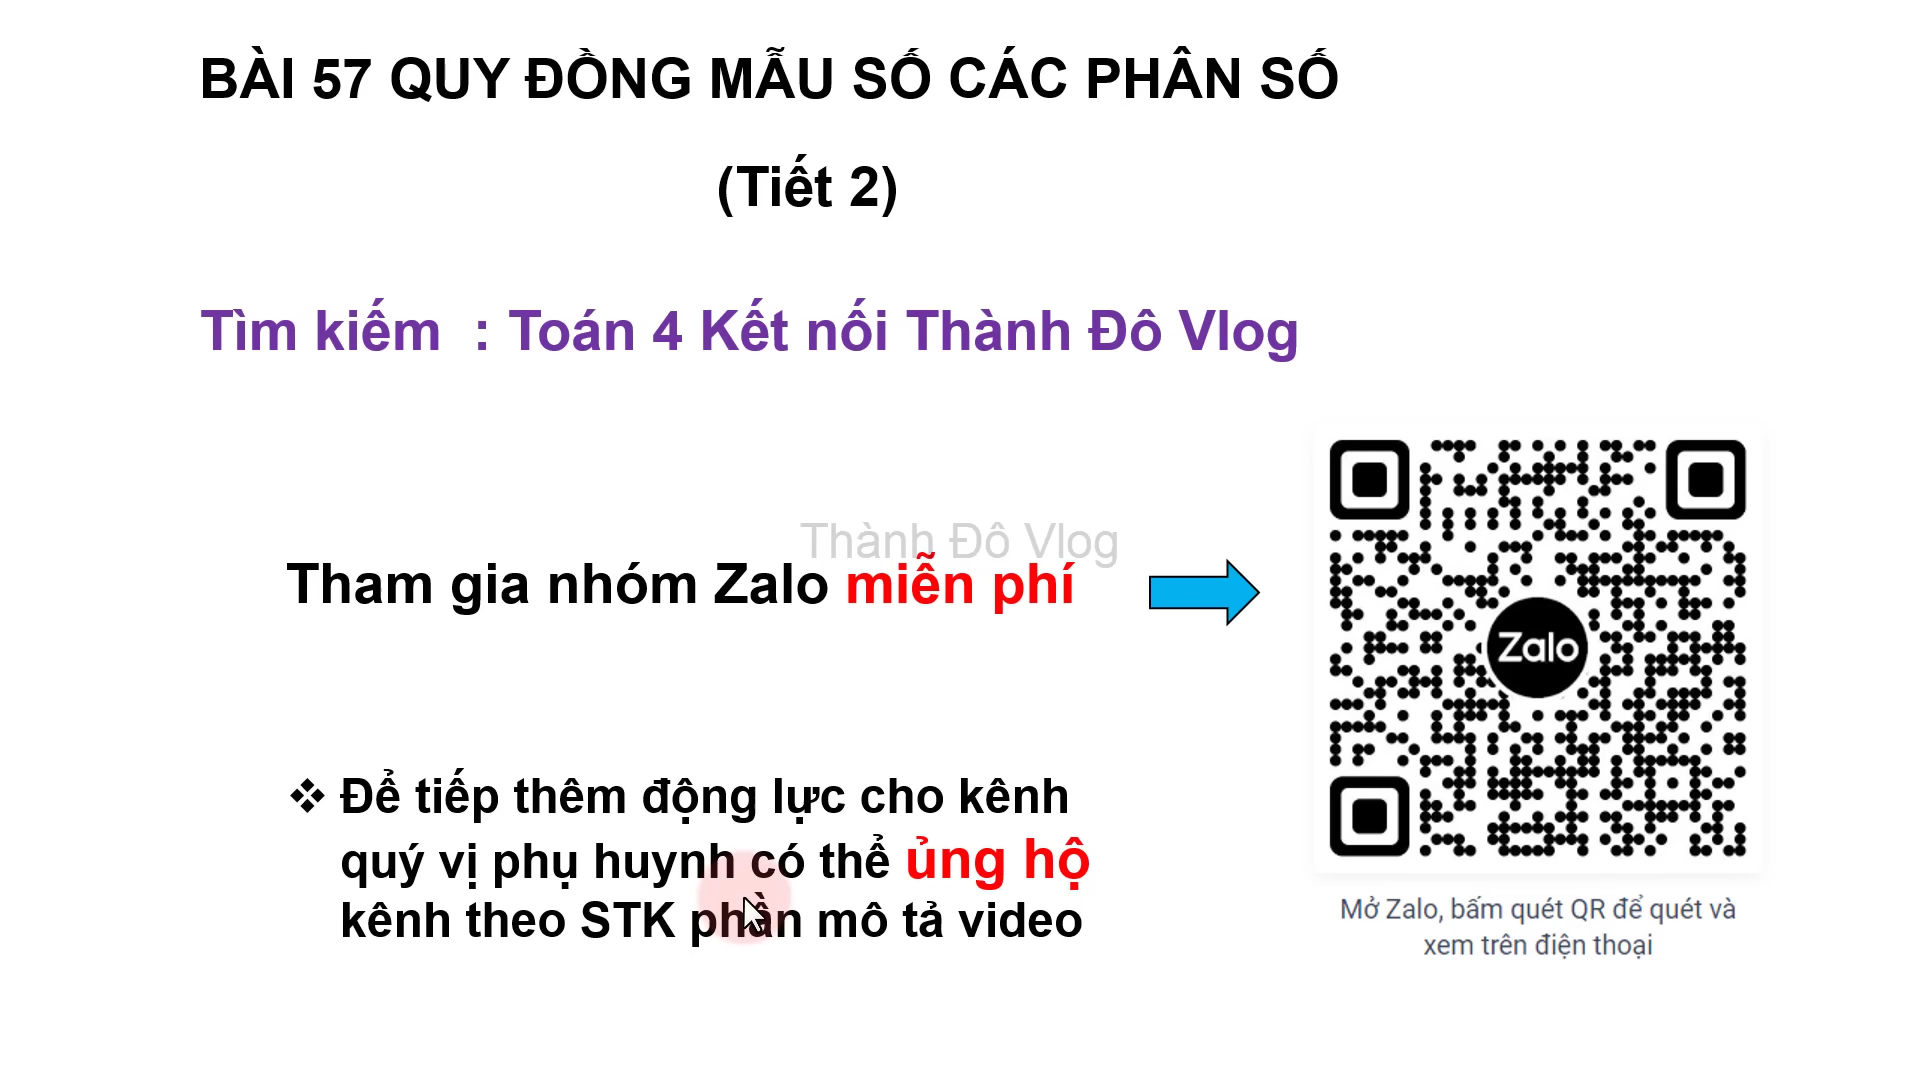 BÀI 57 QUY ĐỒNG MẪU SỐ CÁC PHÂN SỐ
(Tiết 2)
Tìm kiếm : Toán 4 Kết nối Thành Đô Vlog
Thành Đô Vlog
Tham gia nhóm Zalo miễn phí
Zalo
❖ Để tiếp thêm động lực cho kênh
quý vị phụ huynh có thể ủng hộ
kênh theo STK phần mô tả video
Mở Zalo, bấm quét QR để quét và
xem trên điện thoại